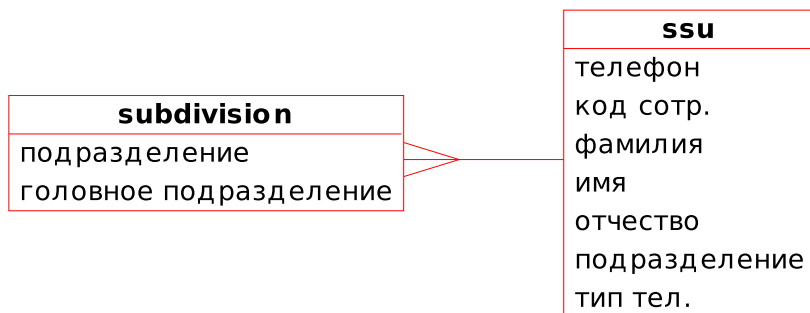 subdivision
подразделение
головное подразделение
ssu
телефон
код сотр.
фамилия
имя
отчество
подразделение
тип тел.